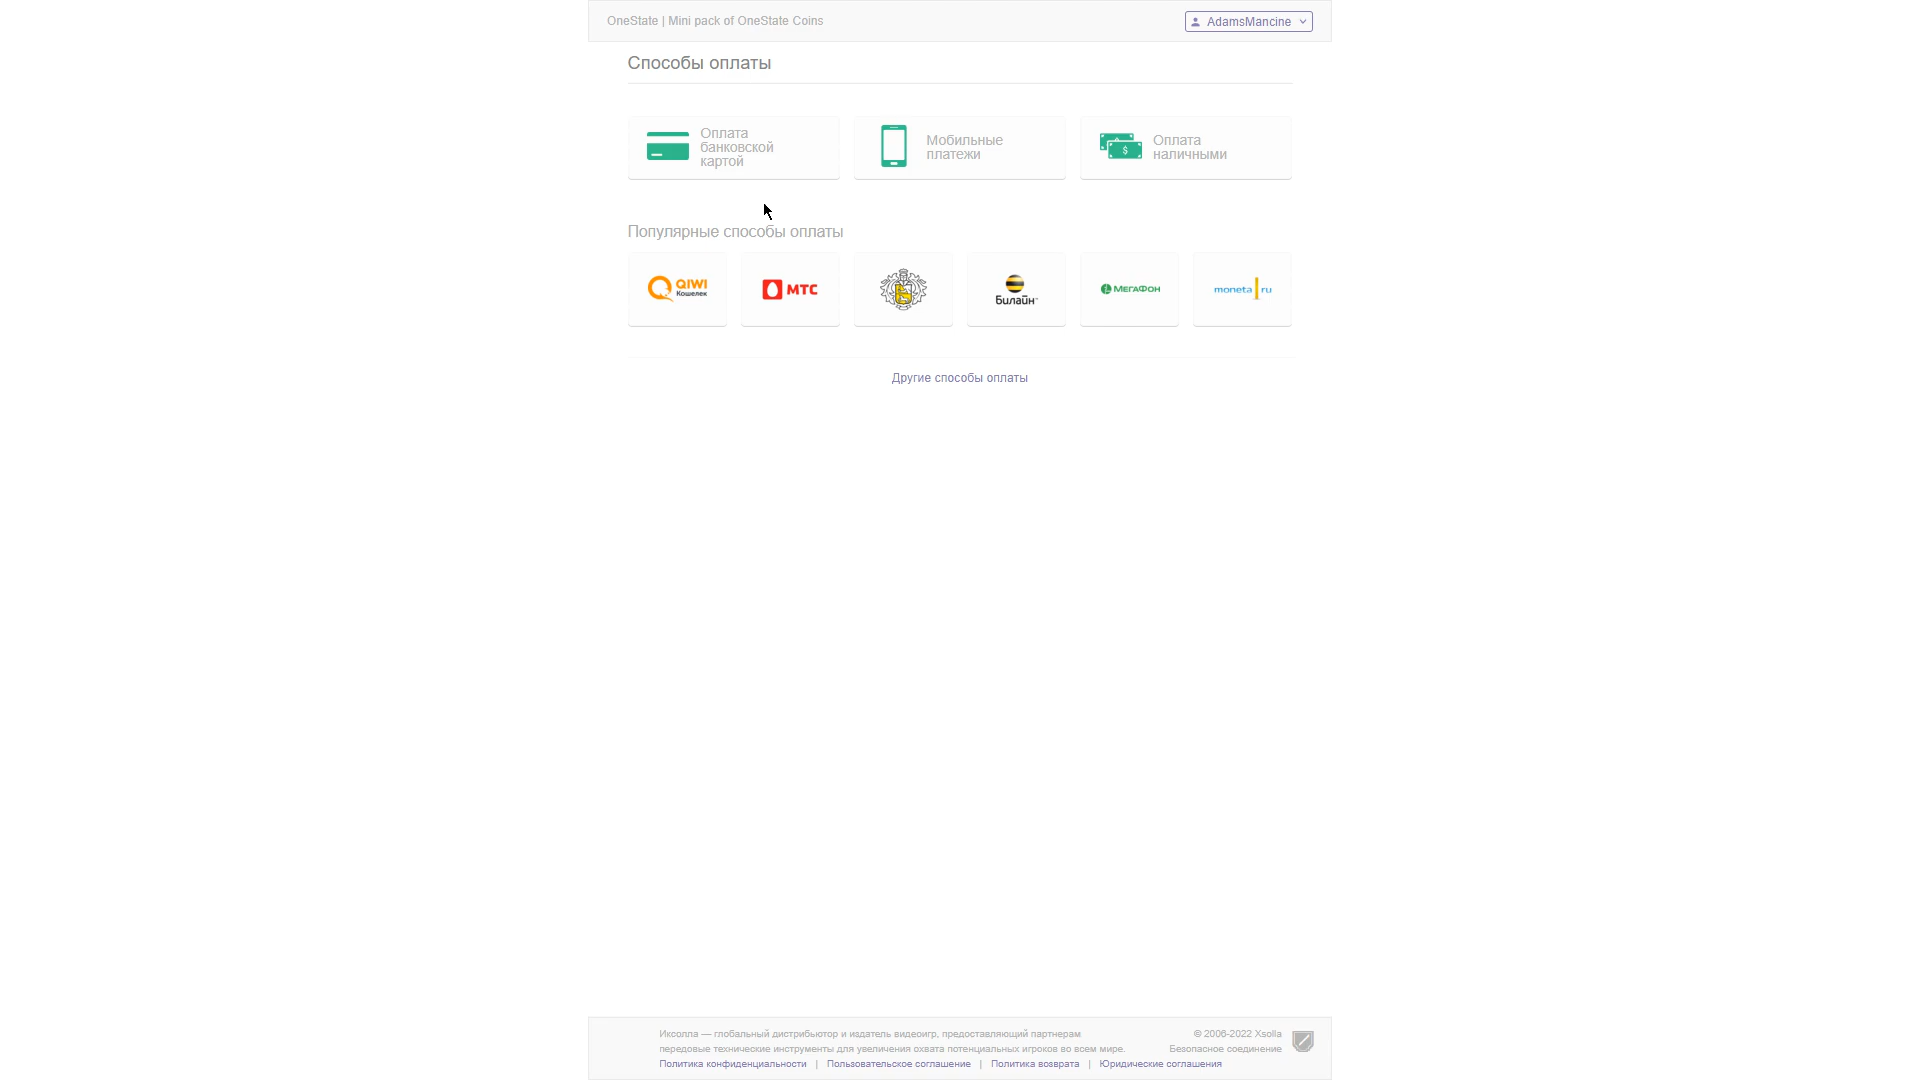 OneState | Mini pack of OneState Coins
AdamsMancine
Способы оплаты
Оплата
банковской
картой
Мобильные
платежи
Оплата
наличными
Популярные способы оплаты
QIWI
Кошелек
МТС
Билайн
МЕГАФОН
moneta ru
Другие способы оплаты
Иксолла — глобальный дистрибьютор и издатель видеоигр, предоставляющий партнерам
передовые технические инструменты для увеличения охвата потенциальных игроков во всем мире.
Политика конфиденциальности | Пользовательское соглашение | Политика возврата | Юридические соглашения
© 2006-2022 Xsolla
Безопасное соединение